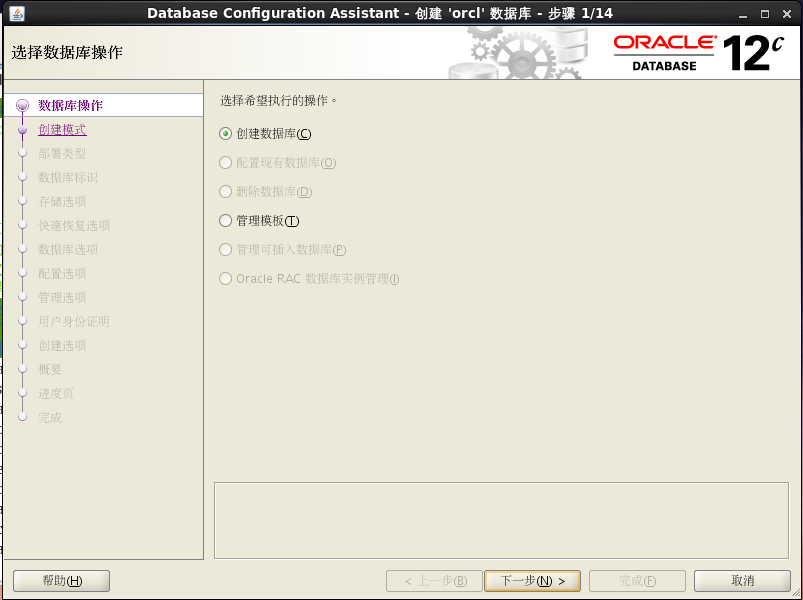 Database Configuration Assistant - 创建 'orcl' 数据库 - 步骤 1/14
选择数据库操作
ORACLE®
DATABASE
12c
数据库操作
创建模式
部署类型
数据库标识
存储选项
快速恢复选项
数据库选项
配置选项
管理选项
用户身份证明
创建选项
概要
进度页
完成
选择希望执行的操作。
创建数据库(C)
配置现有数据库(O)
删除数据库(D)
管理模板(T)
管理可插入数据库(P)
Oracle RAC 数据库实例管理(I)
帮助(H)
< 上一步(B)
下一步(N) >
完成(F)
取消